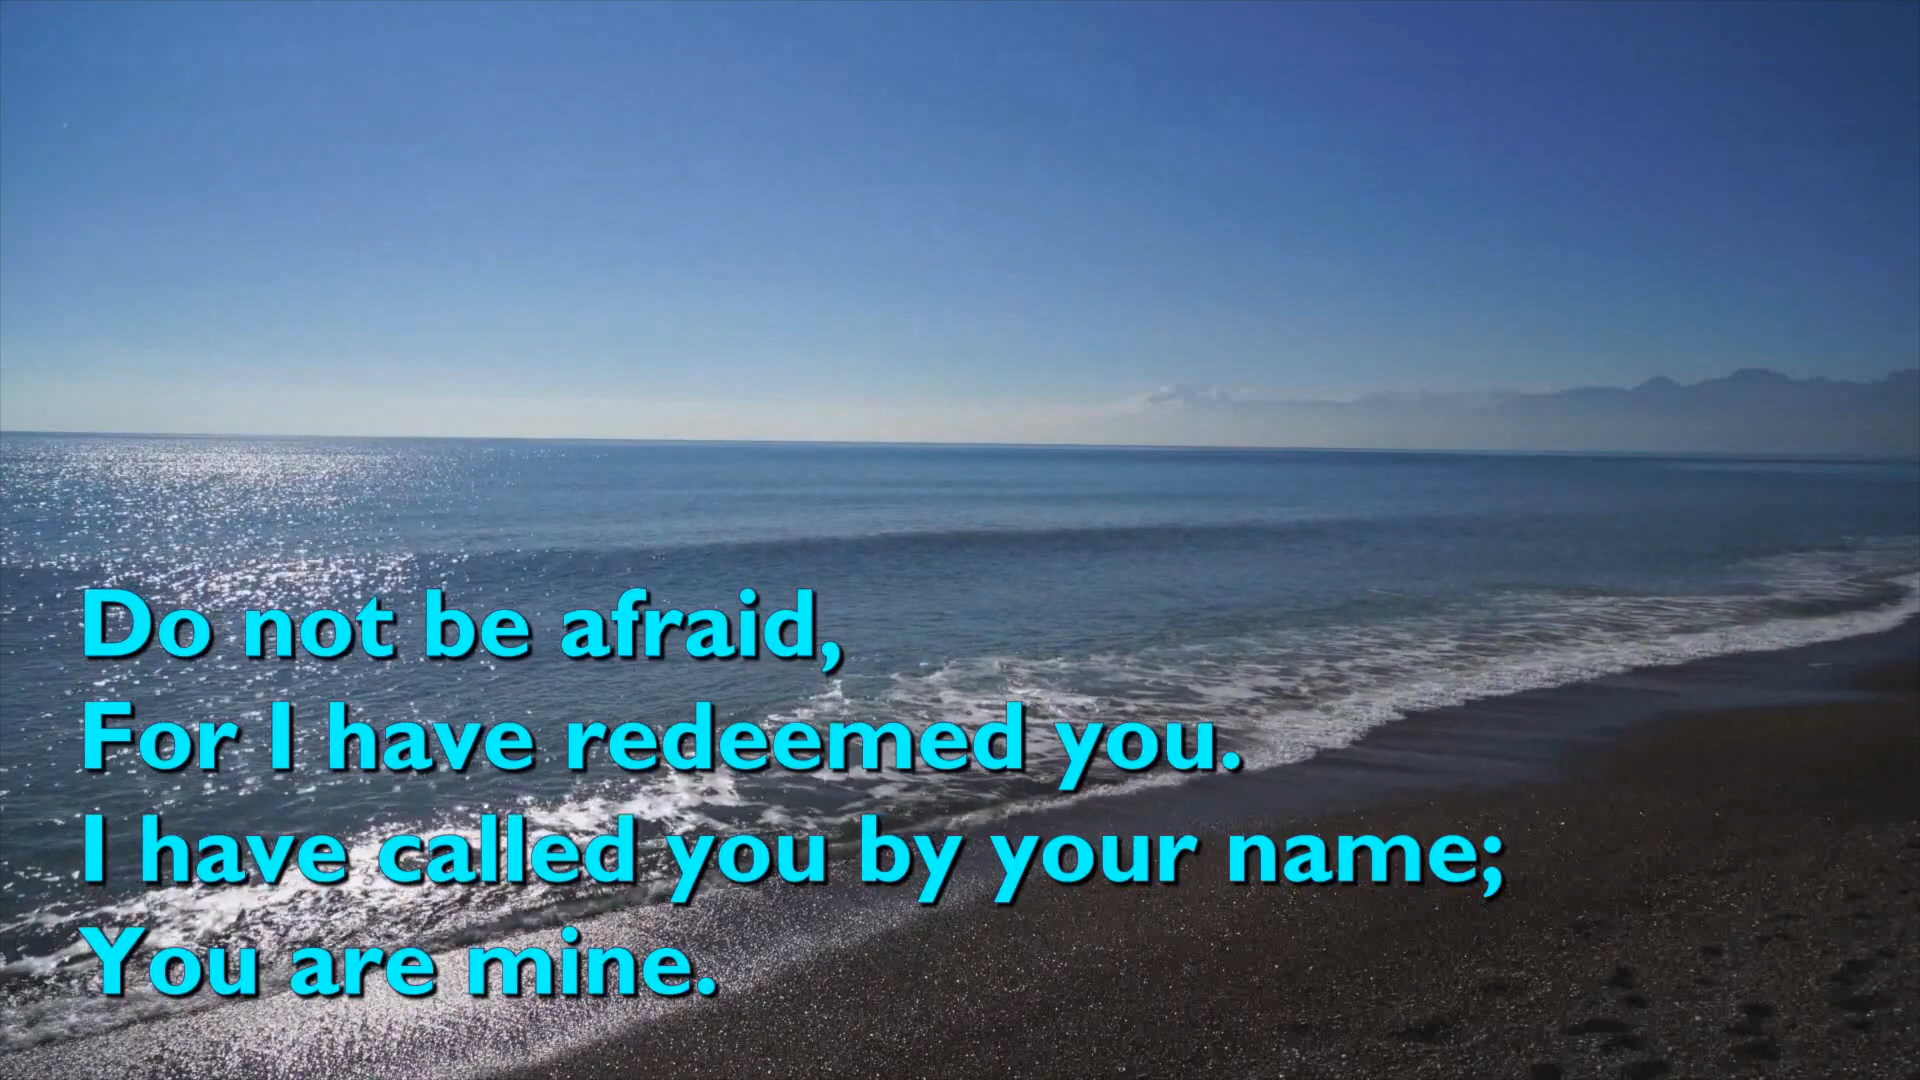 Do not be afraid,
For I have redeemed you.
I have called you by your name;
You are mine.